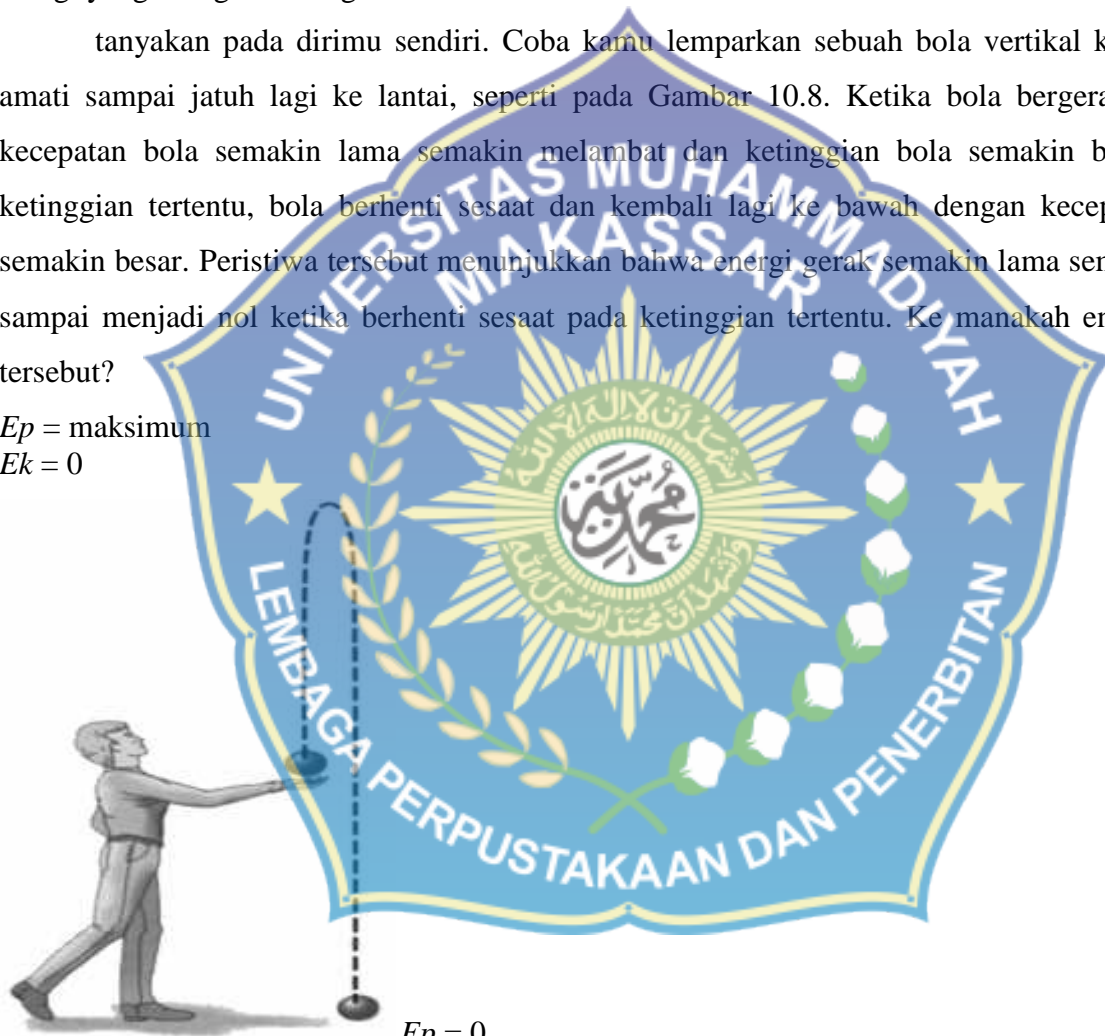 tanyakan pada dirimu sendiri. Coba kamu lemparkan sebuah bola vertikal k
amati sampai jatuh lagi ke lantai, seperti pada Gambar 10.8. Ketika bola bergera
kecepatan bola semakin lama semakin melambat dan ketinggian bola semakin b
ketinggian tertentu, bola berhenti sesaat dan kembali lagi ke bawah dengan kecep
semakin besar. Peristiwa tersebut menunjukkan bahwa energi gerak semakin lama sem
sampai menjadi nol ketika berhenti sesaat pada ketinggian tertentu. Ke manakah en
tersebut?
Ep = maksimum
Ek = 0
UNIVERSITAS MUHAMMADIYAH
MAKASSAR
LEMBAGA PERPUSTAKAAN DAN PENERBITAN
Ep = 0